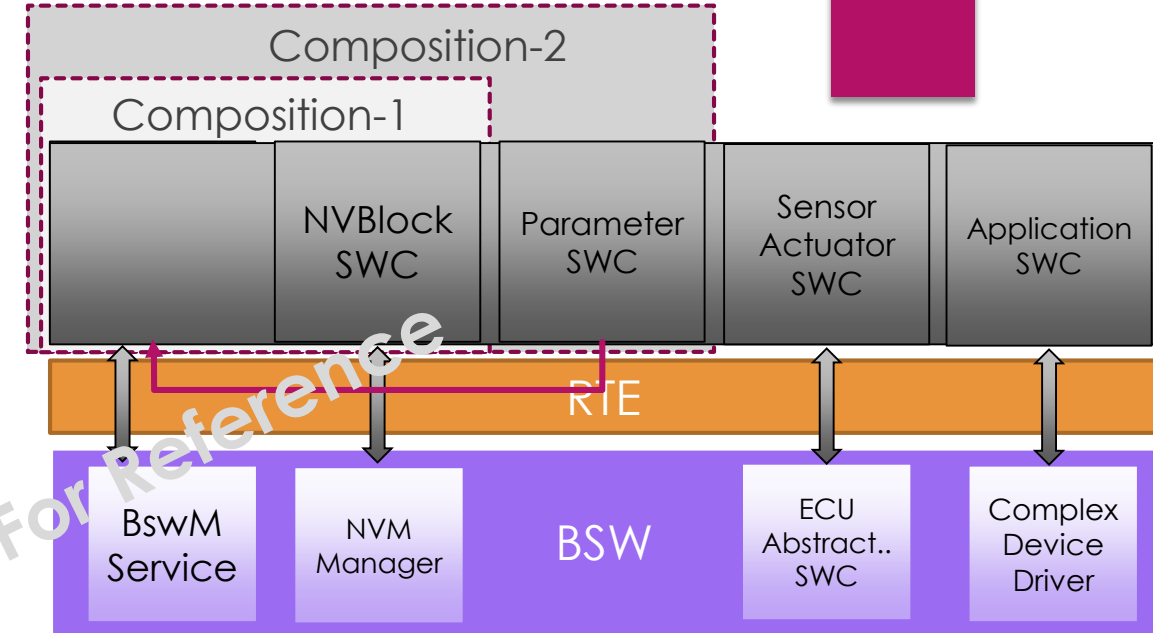 Composition-2
Composition-1
NVBlock
SWC
Parameter
SWC
Sensor
Actuator
SWC
Application
SWC
For Reference
RTE
BswM
Service
NVM
Manager
BSW
ECU
Abstract..
SWC
Complex
Device
Driver